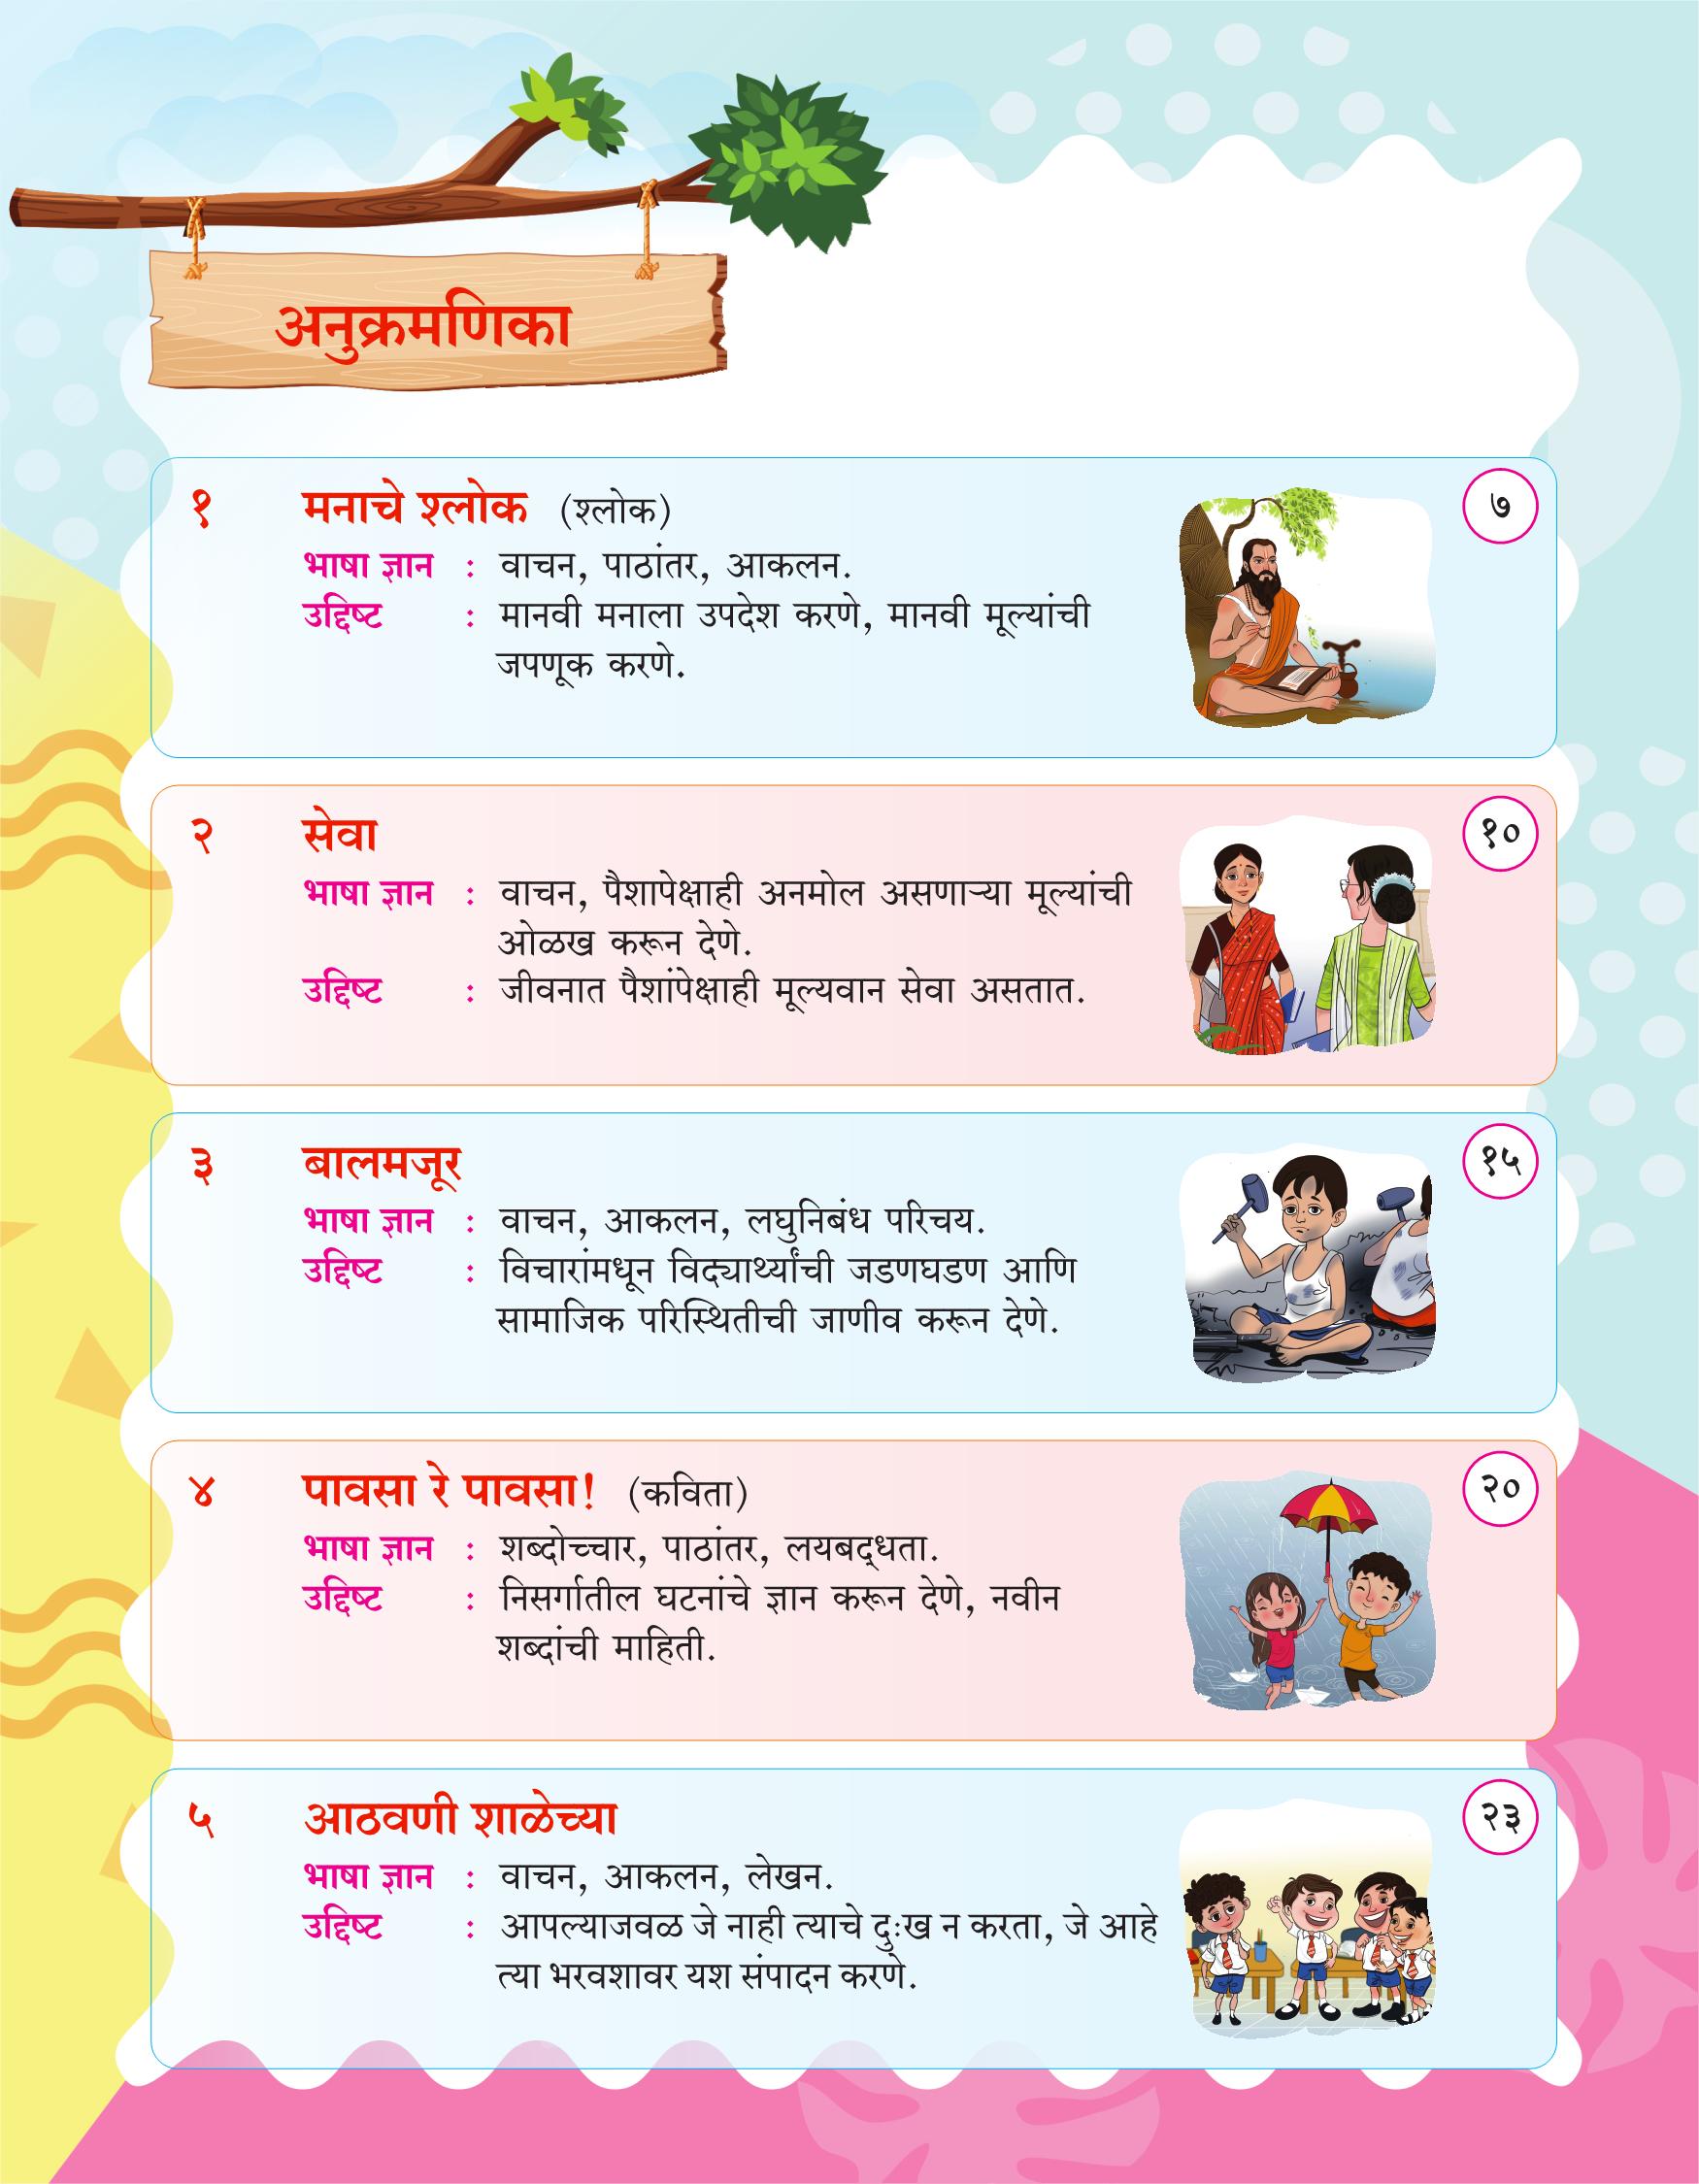 अनुक्रमणिका
१ मनाचे श्लोक (श्लोक) ७
भाषा ज्ञान : वाचन, पाठांतर, आकलन.
उद्दिष्ट : मानवी मनाला उपदेश करणे, मानवी मूल्यांची
जपणूक करणे.
२ सेवा १०
भाषा ज्ञान : वाचन, पैशापेक्षाही अनमोल असणाऱ्या मूल्यांची
ओळख करून देणे.
उद्दिष्ट : जीवनात पैशांपेक्षाही मूल्यवान सेवा असतात.
३ बालमजूर १५
भाषा ज्ञान : वाचन, आकलन, लघुनिबंध परिचय.
उद्दिष्ट : विचारांमधून विद्यार्थ्यांची जडणघडण आणि
सामाजिक परिस्थितीची जाणीव करून देणे.
४ पावसा रे पावसा! (कविता) २०
भाषा ज्ञान : शब्दोच्चार, पाठांतर, लयबद्‌धता.
उद्दिष्ट : निसर्गातील घटनांचे ज्ञान करून देणे, नवीन
शब्दांची माहिती.
५ आठवणी शाळेच्या २३
भाषा ज्ञान : वाचन, आकलन, लेखन.
उद्दिष्ट : आपल्याजवळ जे नाही त्याचे दुःख न करता, जे आहे
त्या भरवशावर यश संपादन करणे.